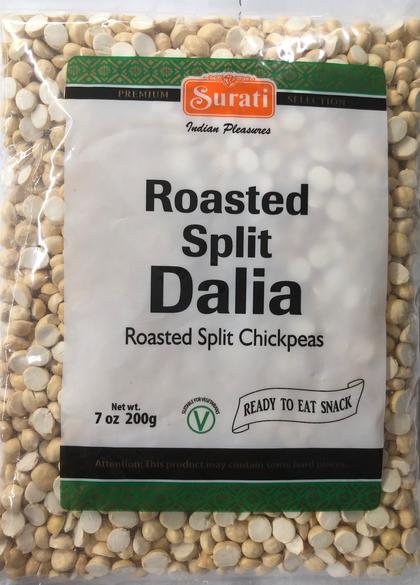 PREMIUM Surati SELECTION
Indian Pleasures
Roasted
Split
Dalia
Roasted Split Chickpeas
Net wt.
7 oz 200g
SUITABLE FOR VEGETARIANS
V
READY TO EAT SNACK
Attention: This product may contain some hard pieces.